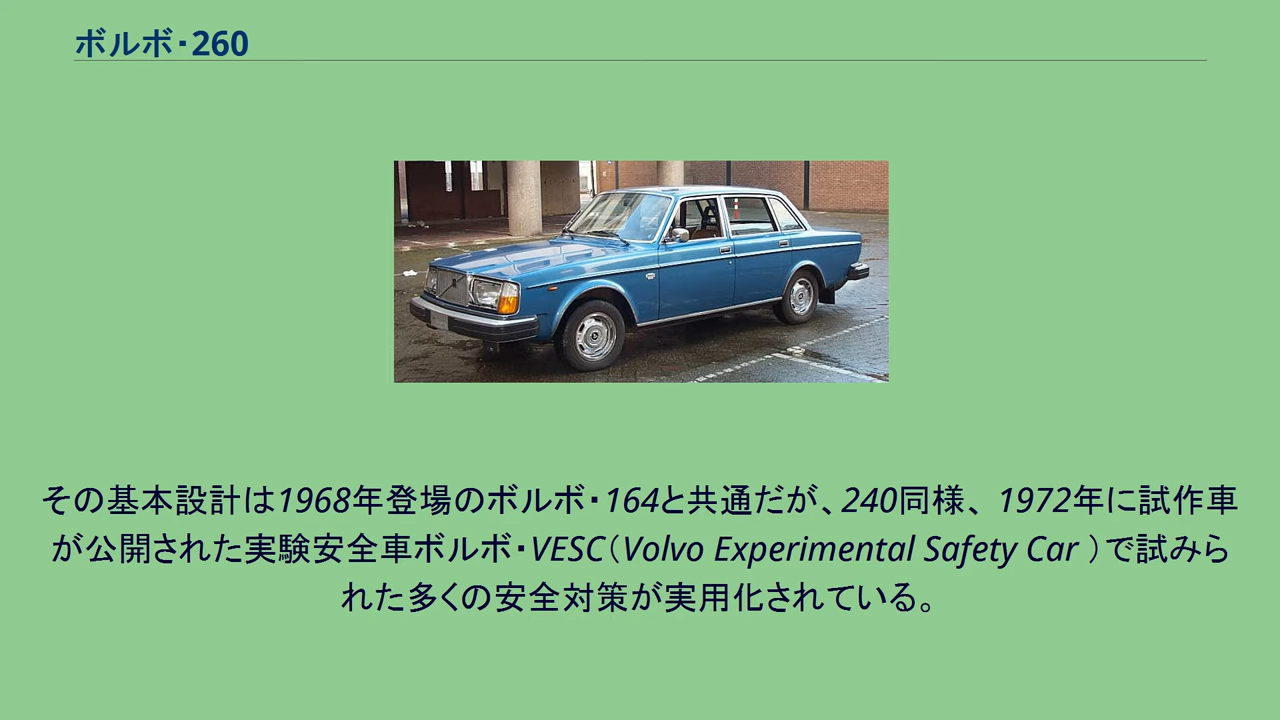 ボルボ・260
その基本設計は1968年登場のボルボ・164と共通だが、240同様、 1972年に試作車
が公開された実験安全車ボルボ・VESC（Volvo Experimental Safety Car ）で試みら
れた多くの安全対策が実用化されている。